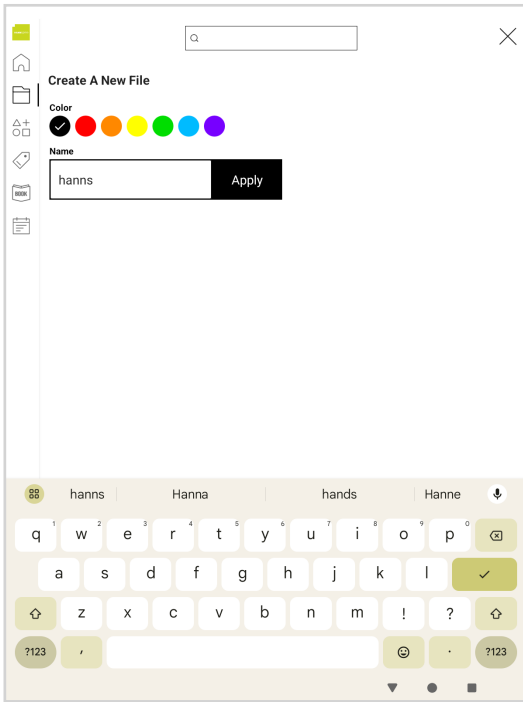 Create A New File
Color
Name
hanns Apply
BOOK
hanns Hanna hands Hanne
q 1 w 2 e 3 r 4 t 5 y 6 u 7 i 8 o 9 p 0
a s d f g h j k l
z x c v b n m ! ?
?123 , . ?123